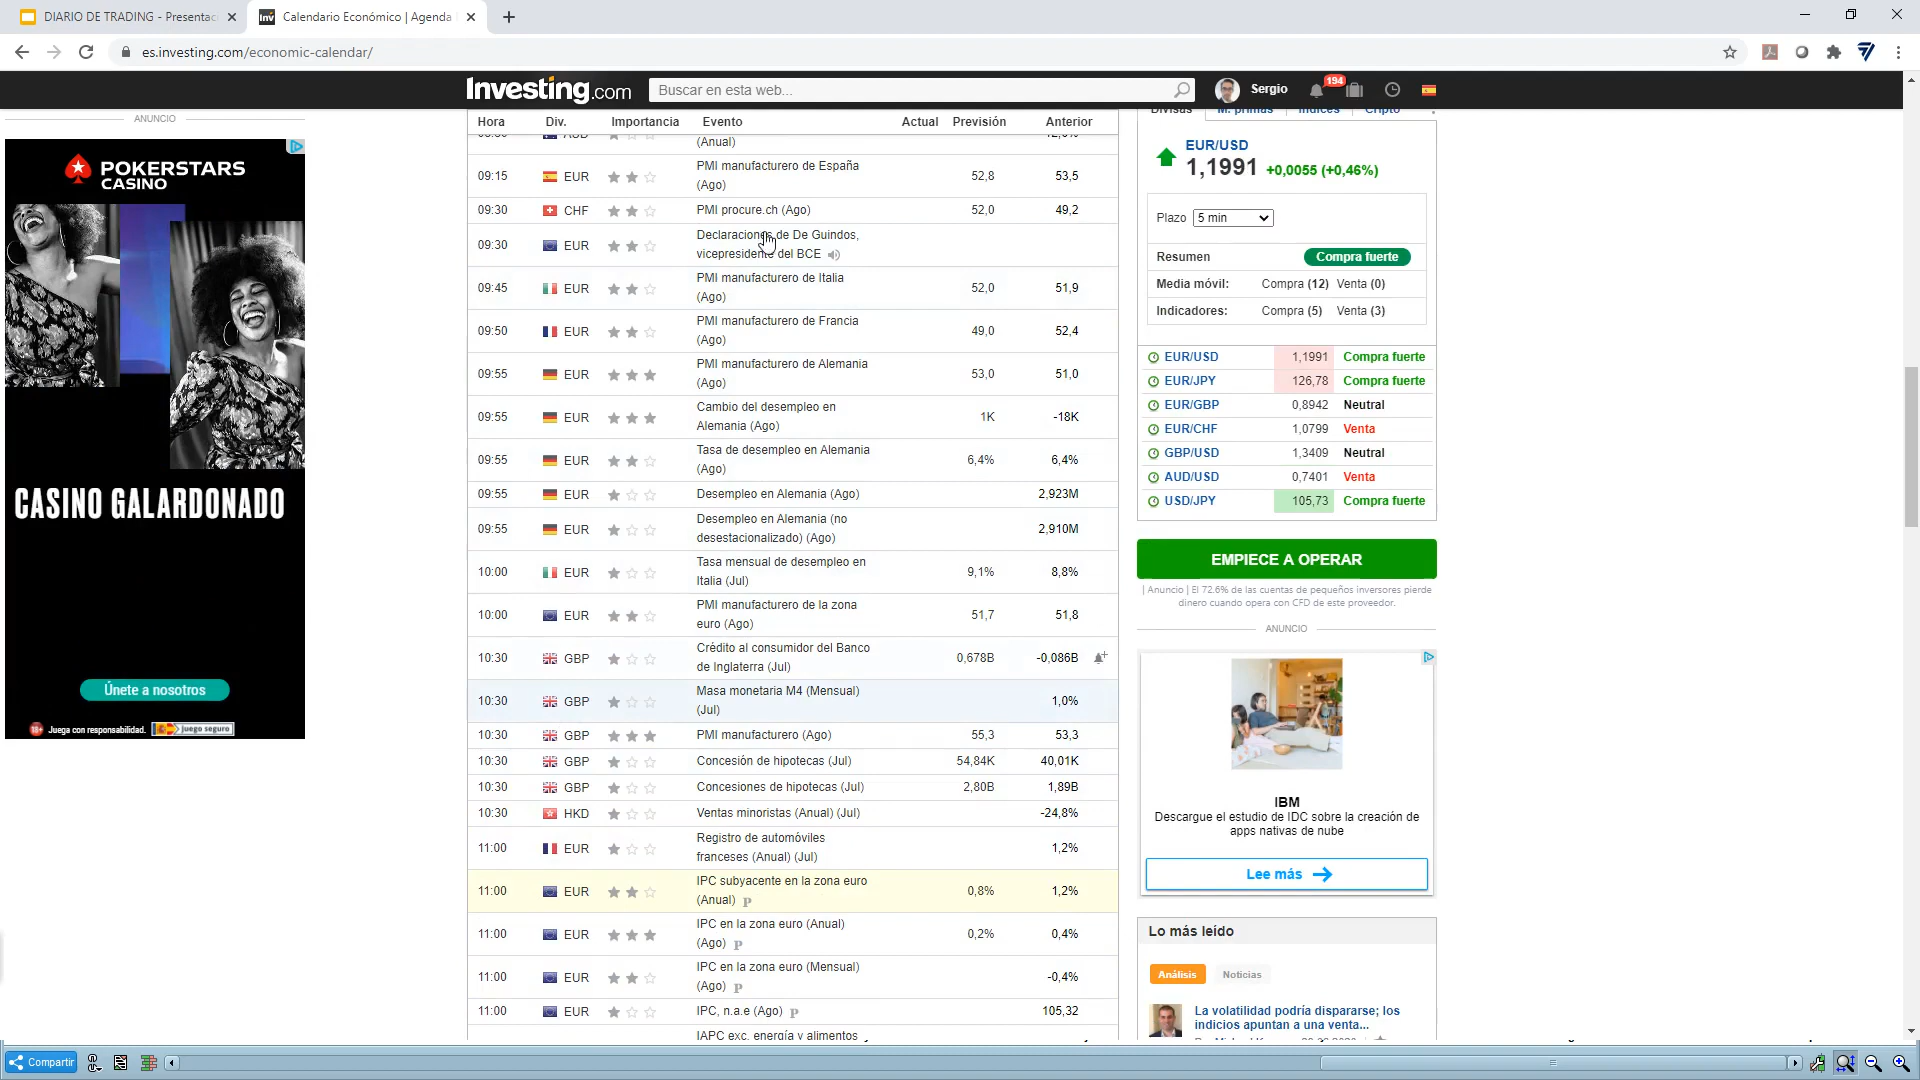 DIARIO DE TRADING - Presentac
Calendario Económico | Agenda
es.investing.com/economic-calendar/
Investing.com
Buscar en esta web...
Sergio
194
ANUNCIO
POKERSTARS
CASINO
CASINO GALARDONADO
Únete a nosotros
18+ Juega con responsabilidad. juego seguro
Hora Div. Importancia Evento Actual Previsión Anterior
(Anual)
09:15 EUR PMI manufacturero de España (Ago) 52,8 53,5
09:30 CHF PMI procure.ch (Ago) 52,0 49,2
09:30 EUR Declaraciones de De Guindos, vicepresidente del BCE
09:45 EUR PMI manufacturero de Italia (Ago) 52,0 51,9
09:50 EUR PMI manufacturero de Francia (Ago) 49,0 52,4
09:55 EUR PMI manufacturero de Alemania (Ago) 53,0 51,0
09:55 EUR Cambio del desempleo en Alemania (Ago) 1K -18K
09:55 EUR Tasa de desempleo en Alemania (Ago) 6,4% 6,4%
09:55 EUR Desempleo en Alemania (Ago) 2,923M
09:55 EUR Desempleo en Alemania (no desestacionalizado) (Ago) 2,910M
10:00 EUR Tasa mensual de desempleo en Italia (Jul) 9,1% 8,8%
10:00 EUR PMI manufacturero de la zona euro (Ago) 51,7 51,8
10:30 GBP Crédito al consumidor del Banco de Inglaterra (Jul) 0,678B -0,086B
10:30 GBP Masa monetaria M4 (Mensual) (Jul) 1,0%
10:30 GBP PMI manufacturero (Ago) 55,3 53,3
10:30 GBP Concesión de hipotecas (Jul) 54,84K 40,01K
10:30 GBP Concesiones de hipotecas (Jul) 2,80B 1,89B
10:30 HKD Ventas minoristas (Anual) (Jul) -24,8%
11:00 EUR Registro de automóviles franceses (Anual) (Jul) 1,2%
11:00 EUR IPC subyacente en la zona euro (Anual) P 0,8% 1,2%
11:00 EUR IPC en la zona euro (Anual) (Ago) P 0,2% 0,4%
11:00 EUR IPC en la zona euro (Mensual) (Ago) P -0,4%
11:00 EUR IPC, n.a.e (Ago) P 105,32
IAPC exc. energía y alimentos
Divisas M. primas Índices Cripto
EUR/USD
1,1991 +0,0055 (+0,46%)
Plazo 5 min
Resumen Compra fuerte
Media móvil: Compra (12) Venta (0)
Indicadores: Compra (5) Venta (3)
EUR/USD 1,1991 Compra fuerte
EUR/JPY 126,78 Compra fuerte
EUR/GBP 0,8942 Neutral
EUR/CHF 1,0799 Venta
GBP/USD 1,3409 Neutral
AUD/USD 0,7401 Venta
USD/JPY 105,73 Compra fuerte
EMPIECE A OPERAR
| Anuncio | El 72.6% de las cuentas de pequeños inversores pierde
dinero cuando opera con CFD de este proveedor.
ANUNCIO
IBM
Descargue el estudio de IDC sobre la creación de
apps nativas de nube
Lee más
Lo más leído
Análisis Noticias
La volatilidad podría dispararse; los
indicios apuntan a una venta...
Compartir